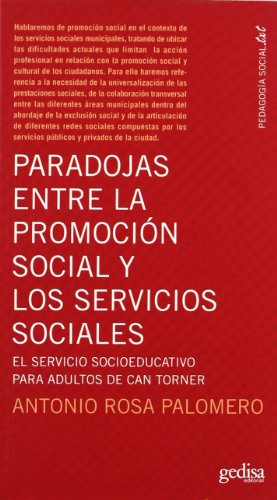 Hablaremos de promoción social en el contexto de
los servicios sociales municipales, tratando de ubicar
las dificultades actuales que limitan la acción
profesional en relación con la promoción social y
cultural de los ciudadanos. Para ello haremos refe-
rencia a la necesidad de la universalización de las
prestaciones sociales, de la colaboración transversal
entre las diferentes áreas municipales dentro del
abordaje de la exclusión social y de la articulación
de diferentes redes sociales compuestas por los
servicios públicos y privados de la ciudad.
PEDAGOGÍA SOCIAL.txt
PARADOJAS
ENTRE LA
PROMOCIÓN
SOCIAL Y
LOS SERVICIOS
SOCIALES
EL SERVICIO SOCIOEDUCATIVO
PARA ADULTOS DE CAN TORNER
ANTONIO ROSA PALOMERO
gedisa
editorial